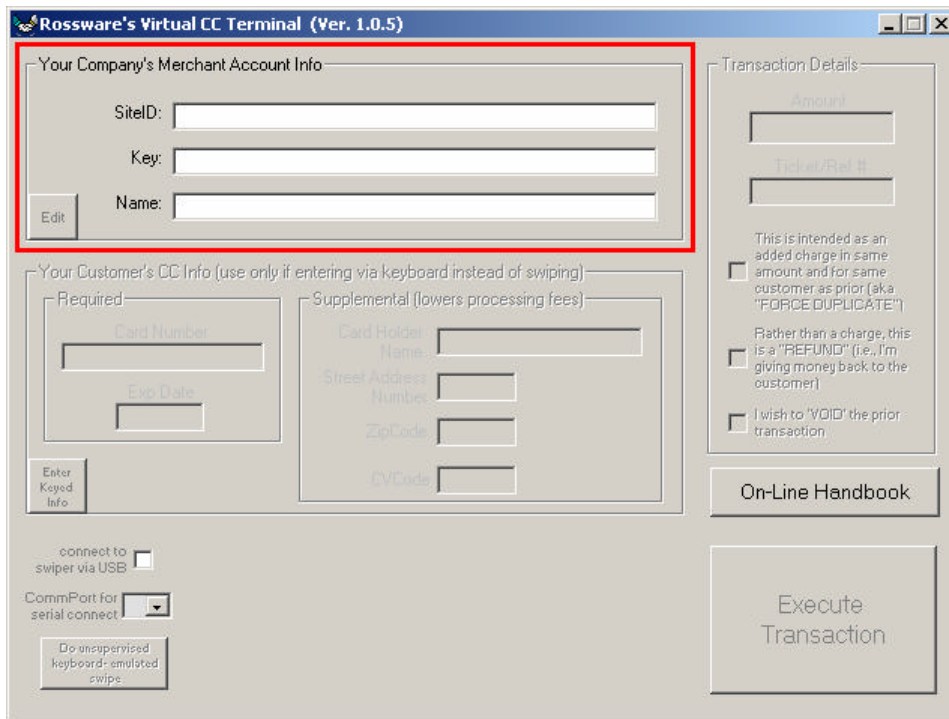 Rossware's Virtual CC Terminal (Ver. 1.0.5)
Your Company's Merchant Account Info
SiteID:
Key:
Name:
Edit
Transaction Details
Amount
Ticket/Ref #
This is intended as an
added charge in same
amount and for same
customer as prior (aka
"FORCE DUPLICATE")
Rather than a charge, this
is a "REFUND" (i.e., I'm
giving money back to the
customer)
I wish to 'VOID' the prior
transaction
Your Customer's CC Info (use only if entering via keyboard instead of swiping)
Required
Card Number
Exp Date
Supplemental (lowers processing fees)
Card Holder
Name
Street Address
Number
ZipCode
CVCode
Enter
Keyed
Info
On-Line Handbook
connect to
swiper via USB
CommPort for
serial connect
Do unsupervised
keyboard- emulated
swipe
Execute
Transaction